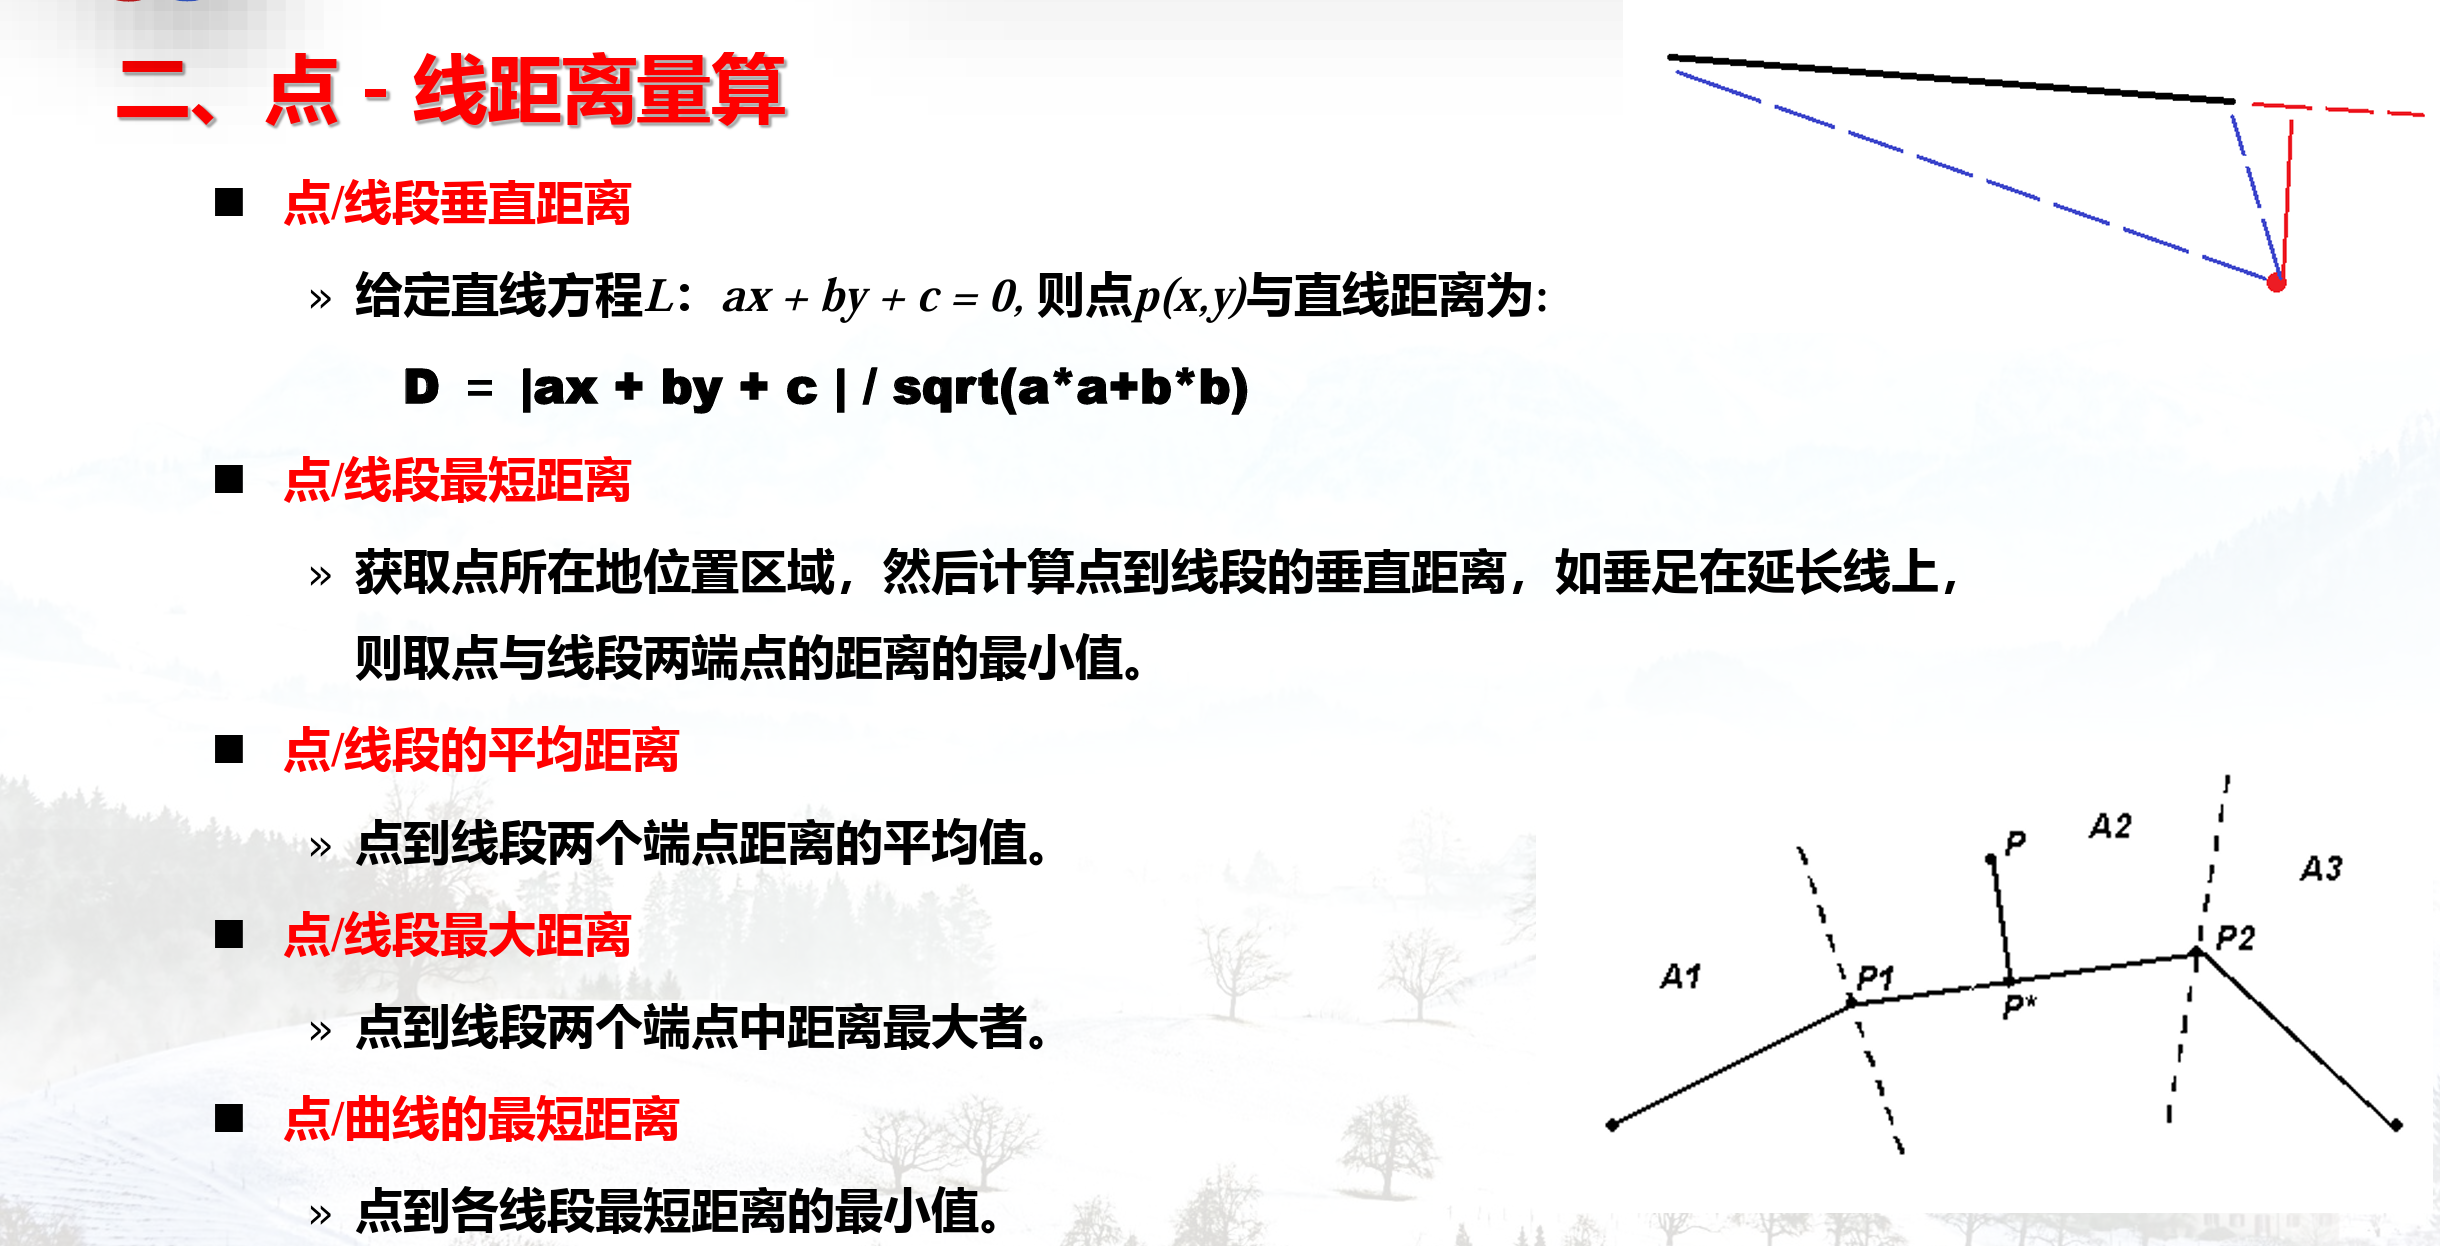 二、点 - 线距离量算
■ 点/线段垂直距离
» 给定直线方程L：ax + by + c = 0, 则点p(x,y)与直线距离为:
D = |ax + by + c | / sqrt(a*a+b*b)
■ 点/线段最短距离
» 获取点所在地位置区域，然后计算点到线段的垂直距离，如垂足在延长线上，
则取点与线段两端点的距离的最小值。
■ 点/线段的平均距离
» 点到线段两个端点距离的平均值。
■ 点/线段最大距离
» 点到线段两个端点中距离最大者。
■ 点/曲线的最短距离
» 点到各线段最短距离的最小值。
P
A2
A3
P2
A1
P1
P*